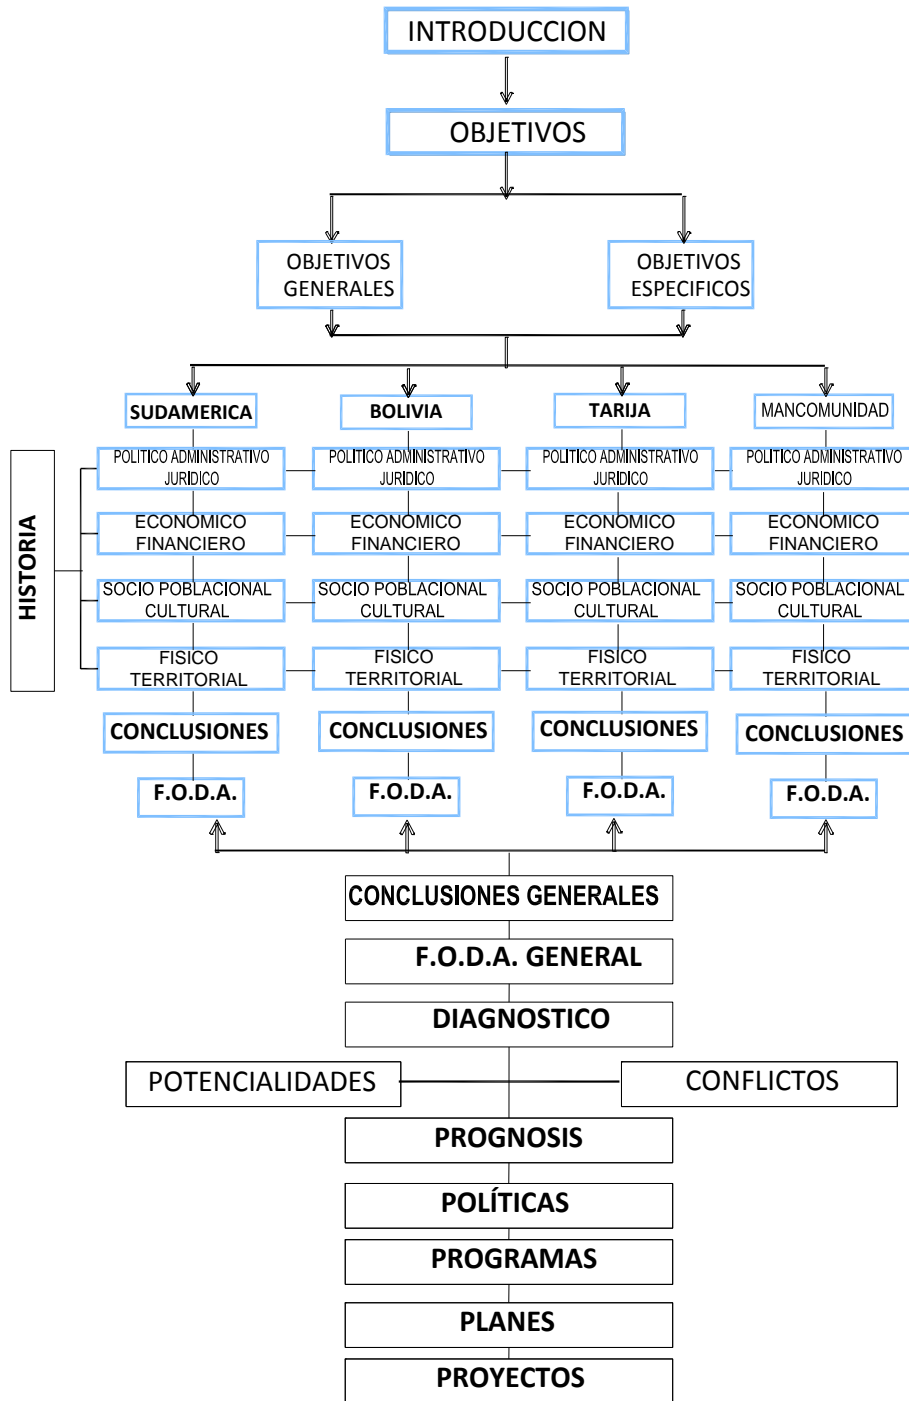 INTRODUCCION
OBJETIVOS
OBJETIVOS
GENERALES
OBJETIVOS
ESPECIFICOS
SUDAMERICA
BOLIVIA
TARIJA
MANCOMUNIDAD
HISTORIA
POLITICO ADMINISTRATIVO
JURIDICO
POLITICO ADMINISTRATIVO
JURIDICO
POLITICO ADMINISTRATIVO
JURIDICO
POLITICO ADMINISTRATIVO
JURIDICO
ECONOMICO
FINANCIERO
ECONOMICO
FINANCIERO
ECONOMICO
FINANCIERO
ECONOMICO
FINANCIERO
SOCIO POBLACIONAL
CULTURAL
SOCIO POBLACIONAL
CULTURAL
SOCIO POBLACIONAL
CULTURAL
SOCIO POBLACIONAL
CULTURAL
FISICO
TERRITORIAL
FISICO
TERRITORIAL
FISICO
TERRITORIAL
FISICO
TERRITORIAL
CONCLUSIONES
CONCLUSIONES
CONCLUSIONES
CONCLUSIONES
F.O.D.A.
F.O.D.A.
F.O.D.A.
F.O.D.A.
CONCLUSIONES GENERALES
F.O.D.A. GENERAL
DIAGNOSTICO
POTENCIALIDADES
CONFLICTOS
PROGNOSIS
POLÍTICAS
PROGRAMAS
PLANES
PROYECTOS